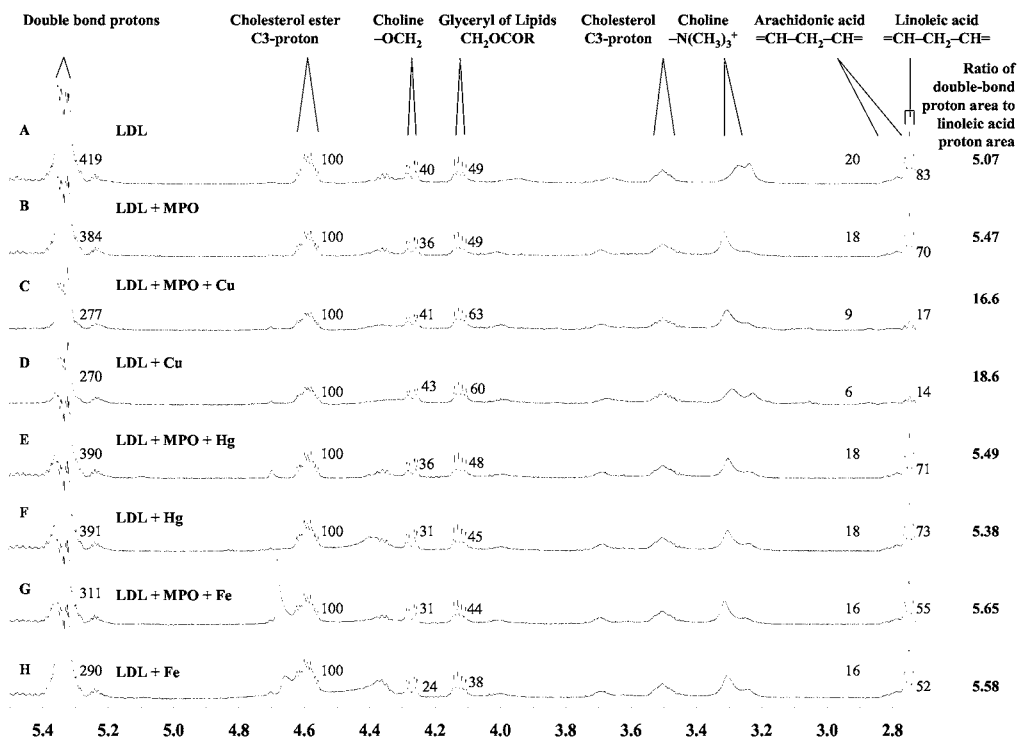 Double bond protons Cholesterol ester Choline Glyceryl of Lipids Cholesterol Choline Arachidonic acid Linoleic acid
C3-proton –OCH₂ CH₂OCOR C3-proton –N(CH₃)₃⁺ =CH–CH₂–CH= =CH–CH₂–CH=
Ratio of
double-bond
proton area to
linoleic acid
proton area
A LDL
419 100 40 49 20 83 5.07
B LDL + MPO
384 100 36 49 18 70 5.47
C LDL + MPO + Cu
277 100 41 63 9 17 16.6
D LDL + Cu
270 100 43 60 6 14 18.6
E LDL + MPO + Hg
390 100 36 48 18 71 5.49
F LDL + Hg
391 100 31 45 18 73 5.38
G LDL + MPO + Fe
311 100 31 44 16 55 5.65
H LDL + Fe
290 100 24 38 16 52 5.58
5.4 5.2 5.0 4.8 4.6 4.4 4.2 4.0 3.8 3.6 3.4 3.2 3.0 2.8